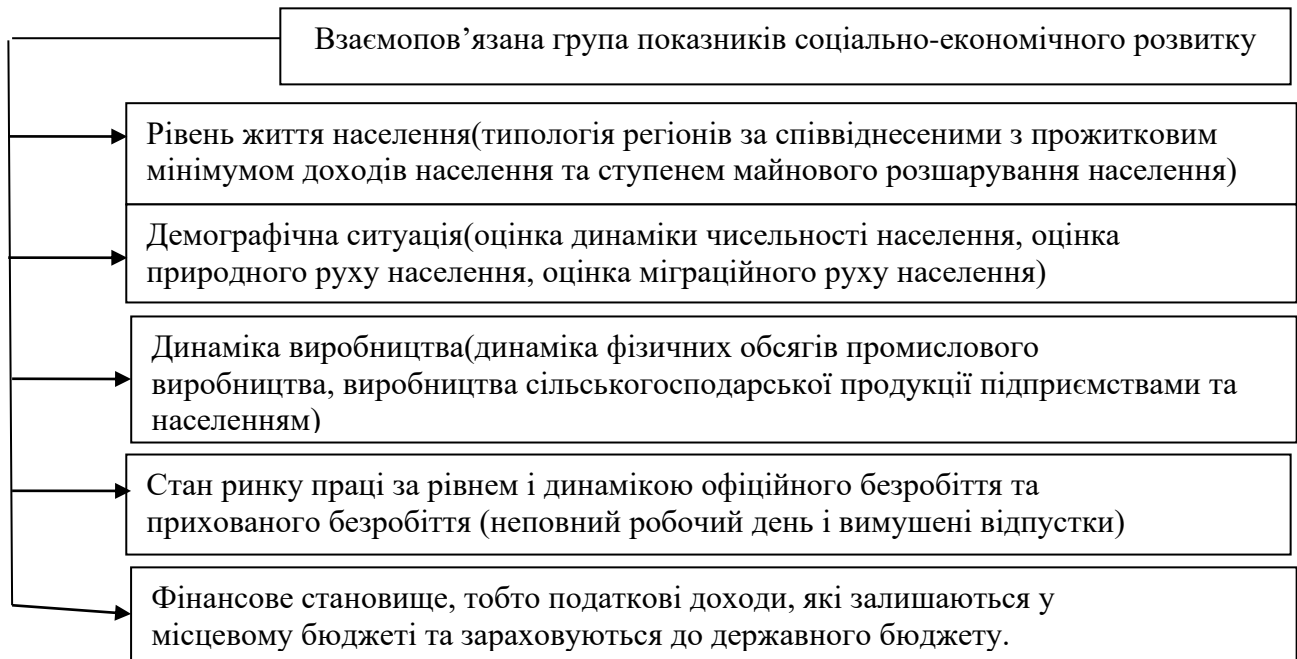 Взаємопов’язана група показників соціально-економічного розвитку
Рівень життя населення(типологія регіонів за співвіднесеними з прожитковим
мінімумом доходів населення та ступенем майнового розшарування населення)
Демографічна ситуація(оцінка динаміки чисельності населення, оцінка
природного руху населення, оцінка міграційного руху населення)
Динаміка виробництва(динаміка фізичних обсягів промислового
виробництва, виробництва сільськогосподарської продукції підприємствами та
населенням)
Стан ринку праці за рівнем і динамікою офіційного безробіття та
прихованого безробіття (неповний робочий день і вимушені відпустки)
Фінансове становище, тобто податкові доходи, які залишаються у
місцевому бюджеті та зараховуються до державного бюджету.